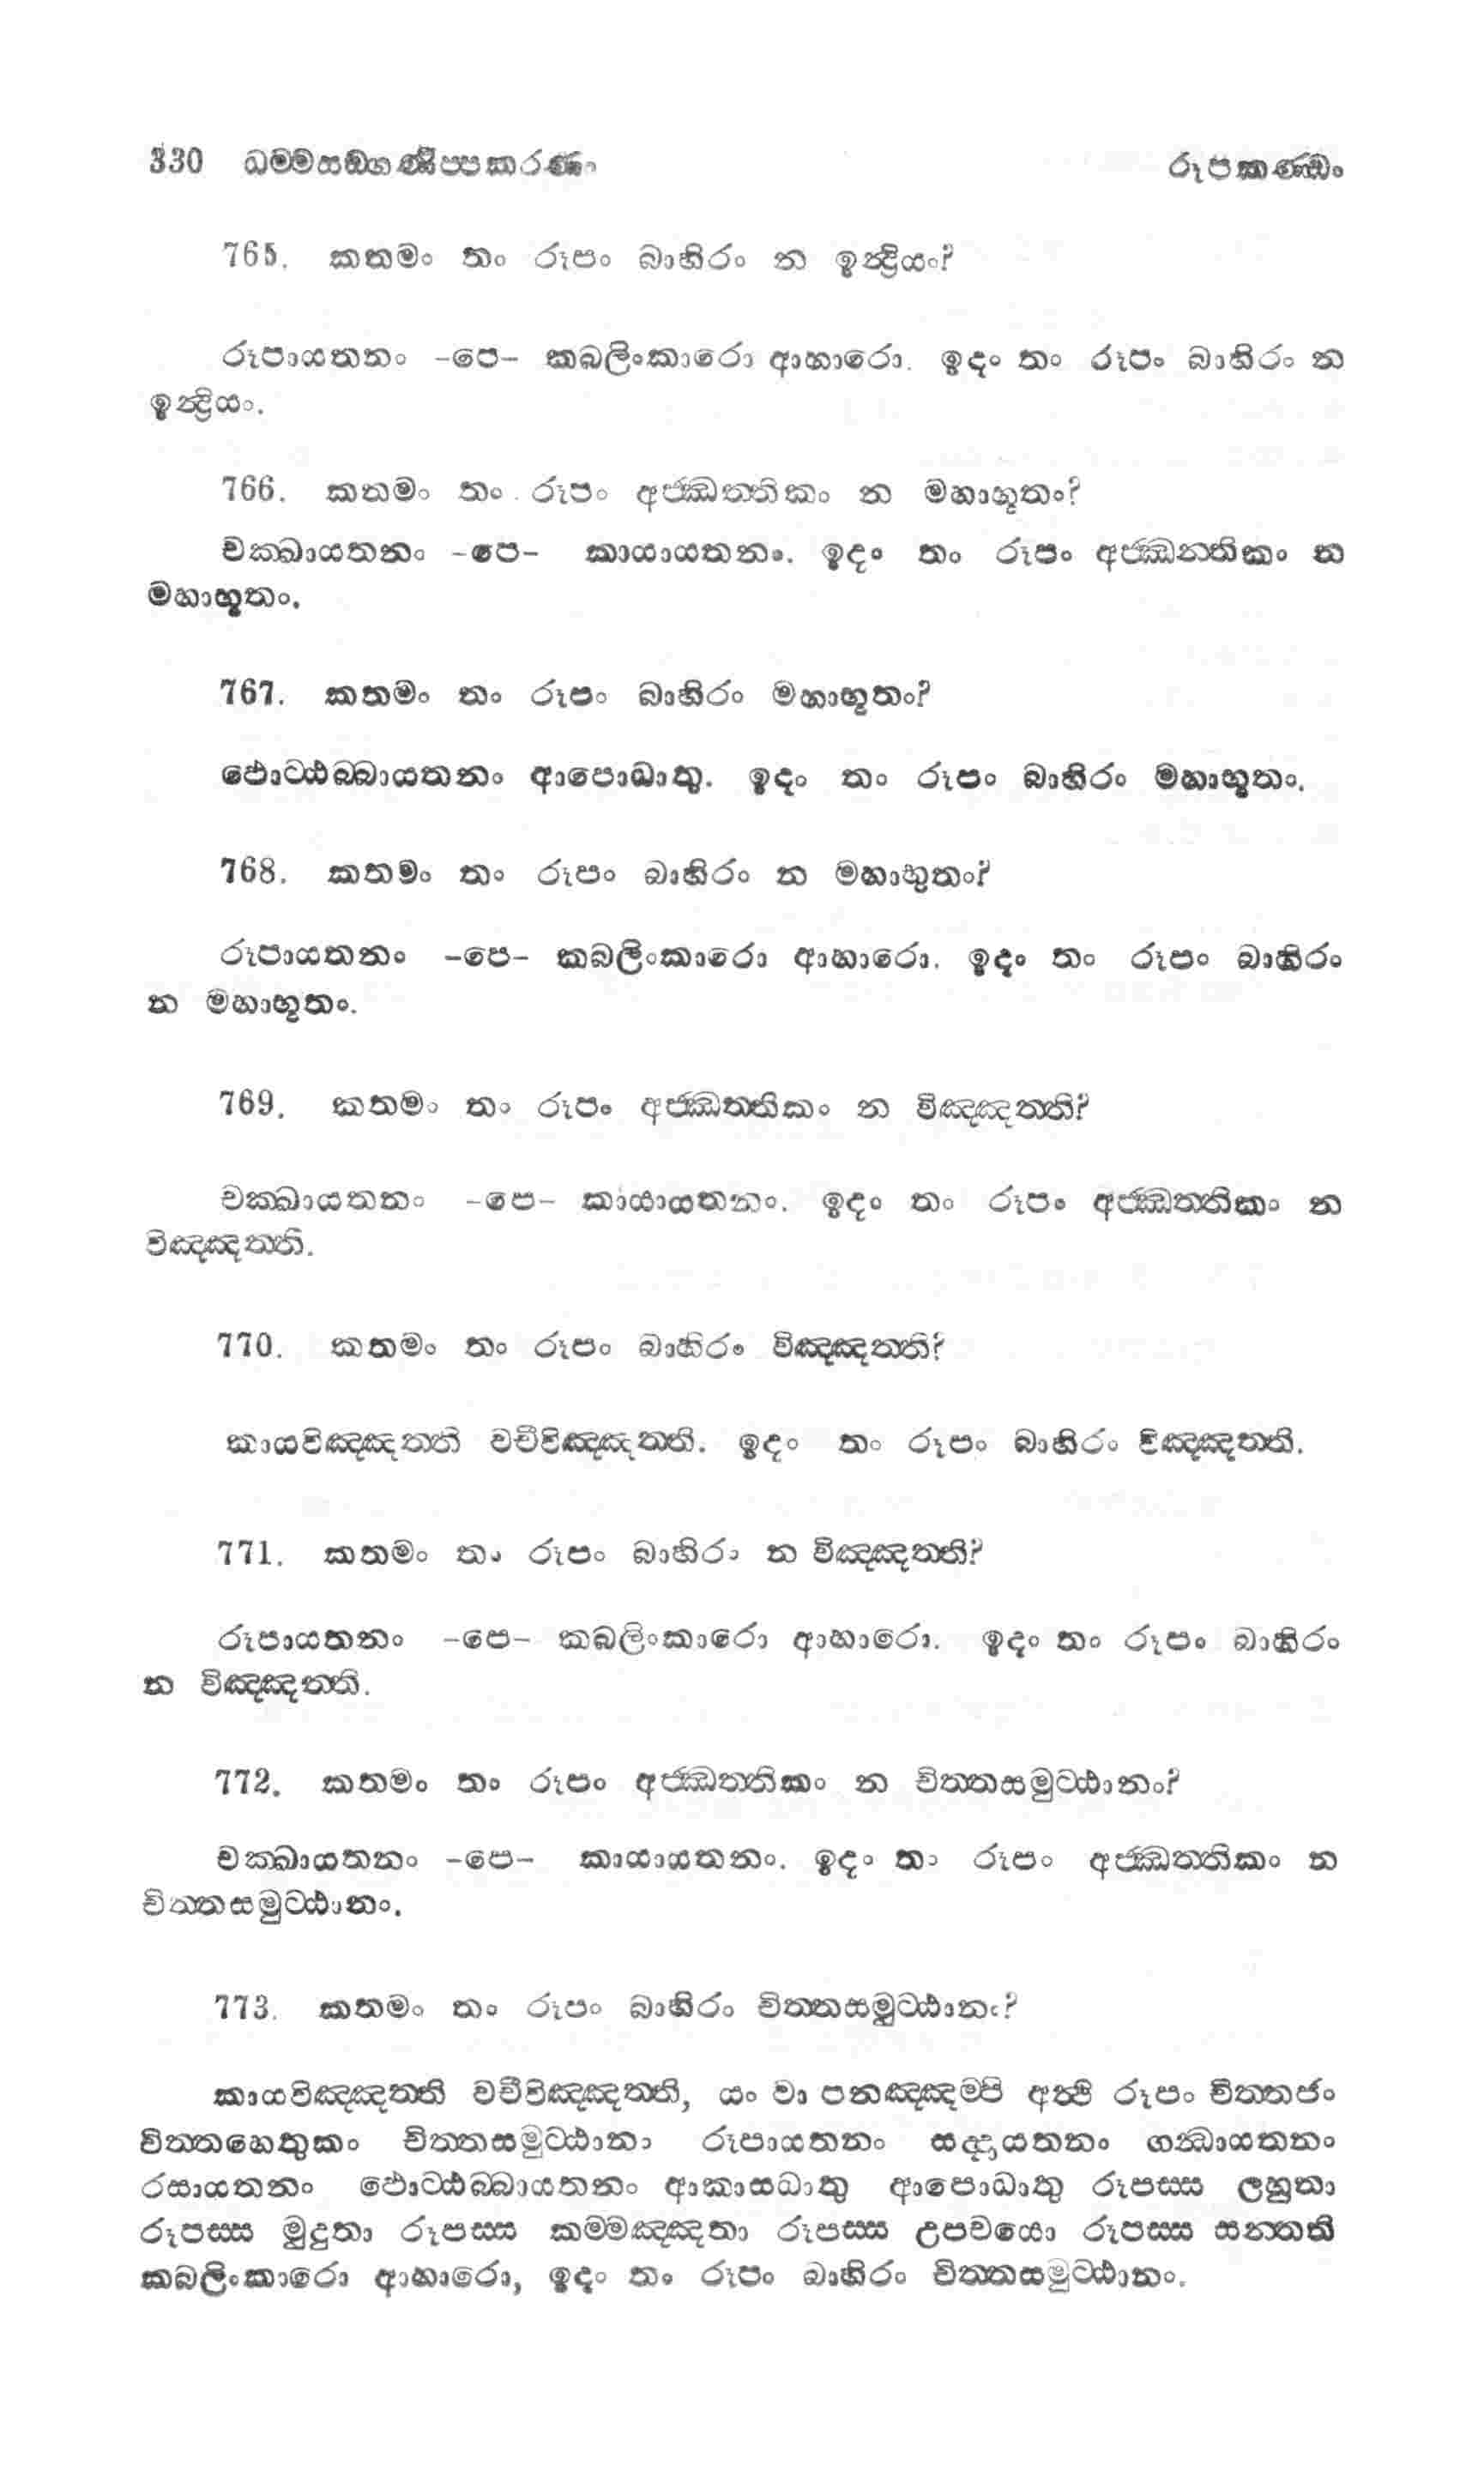 330 ධම්මසඞ්ගණිප්පකරණං රූපකණ්ඩං
765. කතමං තං රූපං බාහිරං න ඉන්ද්‍රියං?
රූපායතනං -පෙ- කබලිංකාරො ආහාරො. ඉදං තං රූපං බාහිරං න
ඉන්ද්‍රියං.
766. කතමං තං රූපං අජ්ඣත්තිකං න මහාභූතං?
චක්ඛායතනං -පෙ- කායායතනං. ඉදං තං රූපං අජ්ඣත්තිකං න
මහාභූතං.
767. කතමං තං රූපං බාහිරං මහාභූතං?
ඵොට්ඨබ්බායතනං ආපොධාතු. ඉදං තං රූපං බාහිරං මහාභූතං.
768. කතමං තං රූපං බාහිරං න මහාභුතං?
රූපායතනං -පෙ- කබලිංකාරො ආහාරො. ඉදං තං රූපං බාහිරං
න මහාභූතං.
769. කතමං තං රූපං අජ්ඣත්තිකං න විඤ්ඤත්ති?
චක්ඛායතනං -පෙ- කායායතනං. ඉදං තං රූපං අජ්ඣත්තිකං න
විඤ්ඤත්ති.
770. කතමං තං රූපං බාහිරං විඤ්ඤත්ති?
කායවිඤ්ඤත්ති වචීවිඤ්ඤත්ති. ඉදං තං රූපං බාහිරං විඤ්ඤත්ති.
771. කතමං තං රූපං බාහිරං න විඤ්ඤත්ති?
රූපායතනං -පෙ- කබලිංකාරො ආහාරො. ඉදං තං රූපං බාහිරං
න විඤ්ඤත්ති.
772. කතමං තං රූපං අජ්ඣත්තිකං න චිත්තසමුට්ඨානං?
චක්ඛායතනං -පෙ- කායායතනං. ඉදං තං රූපං අජ්ඣත්තිකං න
චිත්තසමුට්ඨානං.
773. කතමං තං රූපං බාහිරං චිත්තසමුට්ඨානං?
කායවිඤ්ඤත්ති වචීවිඤ්ඤත්ති, යං වා පනඤ්ඤම්පි අත්ථි රූපං චිත්තජං
චිත්තහෙතුකං චිත්තසමුට්ඨානං රූපායතනං සද්දායතනං ගන්ධායතනං
රසායතනං ඵොට්ඨබ්බායතනං ආකාසධාතු ආපොධාතු රූපස්ස ලහුතා
රූපස්ස මුදුතා රූපස්ස කම්මඤ්ඤතා රූපස්ස උපචයො රූපස්ස සන්තති
කබලිංකාරො ආහාරො, ඉදං තං රූපං බාහිරං චිත්තසමුට්ඨානං.